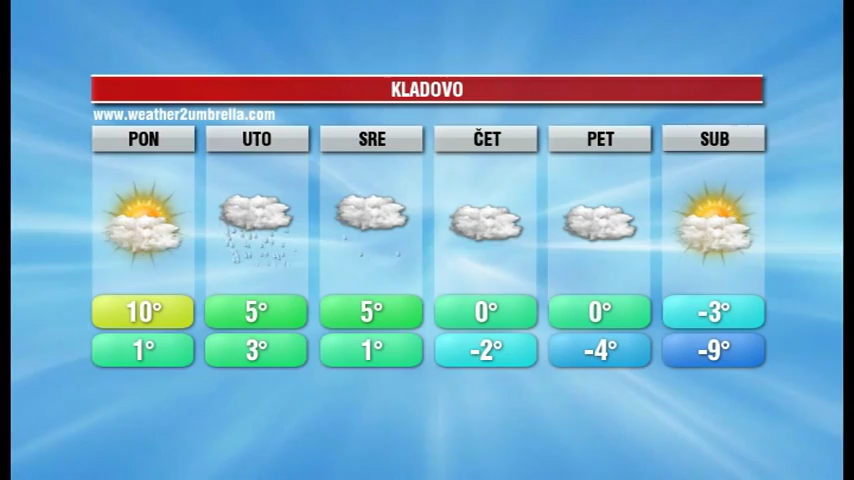 KLADOVO
www.weather2umbrella.com
PON UTO SRE ČET PET SUB
10° 5° 5° 0° 0° -3°
1° 3° 1° -2° -4° -9°